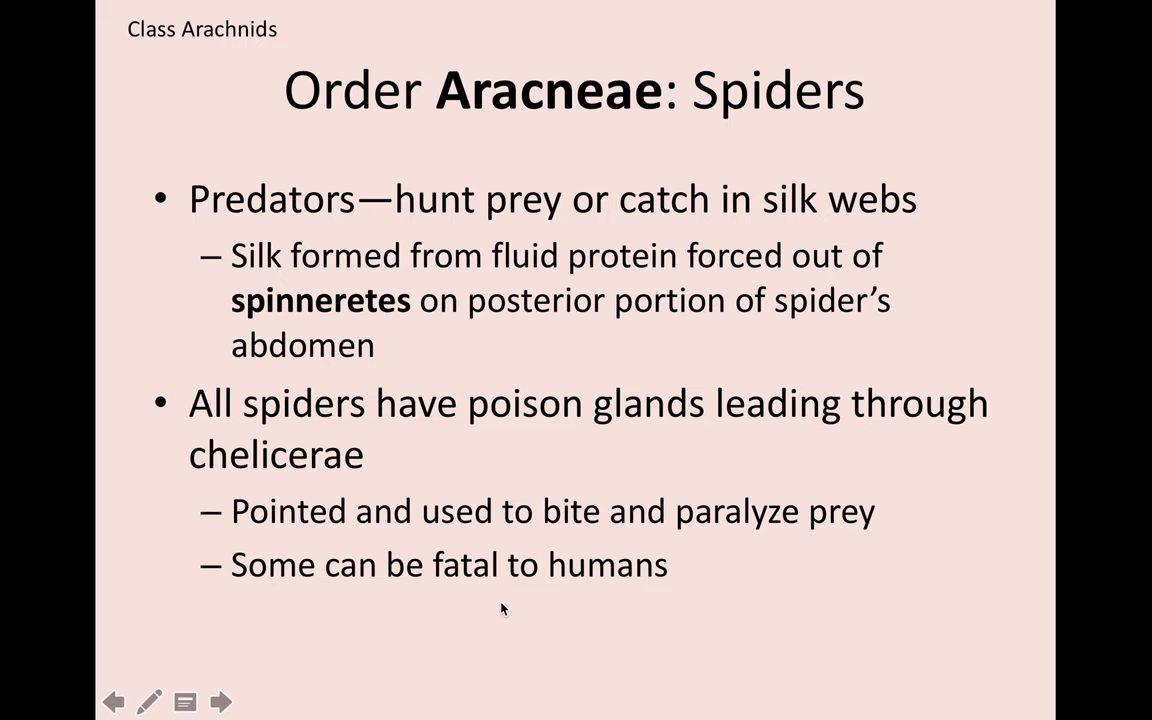 Class Arachnids
Order Aracneae: Spiders
• Predators—hunt prey or catch in silk webs
– Silk formed from fluid protein forced out of
spinneretes on posterior portion of spider’s
abdomen
• All spiders have poison glands leading through
chelicerae
– Pointed and used to bite and paralyze prey
– Some can be fatal to humans